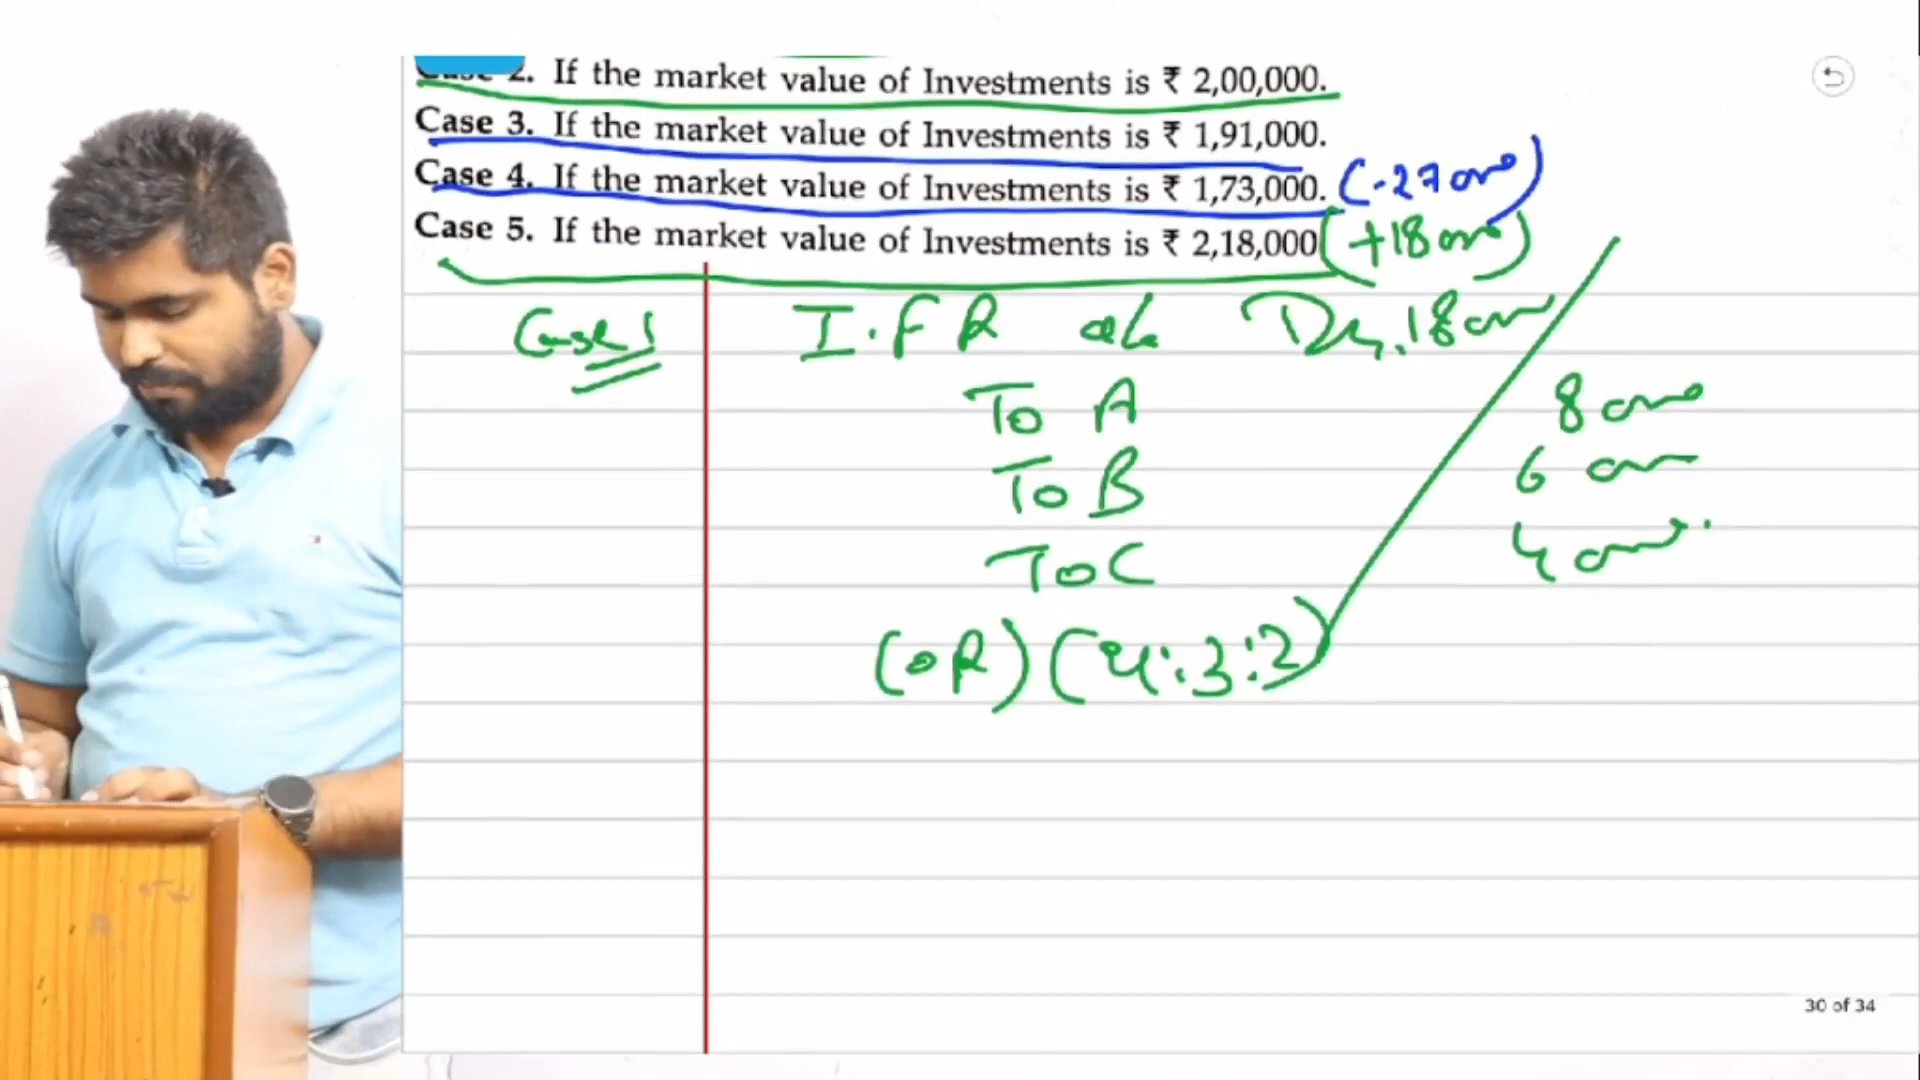 Case 2. If the market value of Investments is ₹ 2,00,000.
Case 3. If the market value of Investments is ₹ 1,91,000.
Case 4. If the market value of Investments is ₹ 1,73,000. (-27000)
Case 5. If the market value of Investments is ₹ 2,18,000 (+18000)
Case 1 I.F R a/c Dr. 18000
To A 8000
To B 6000
To C 4000.
(OR) (4:3:2)
30 of 34